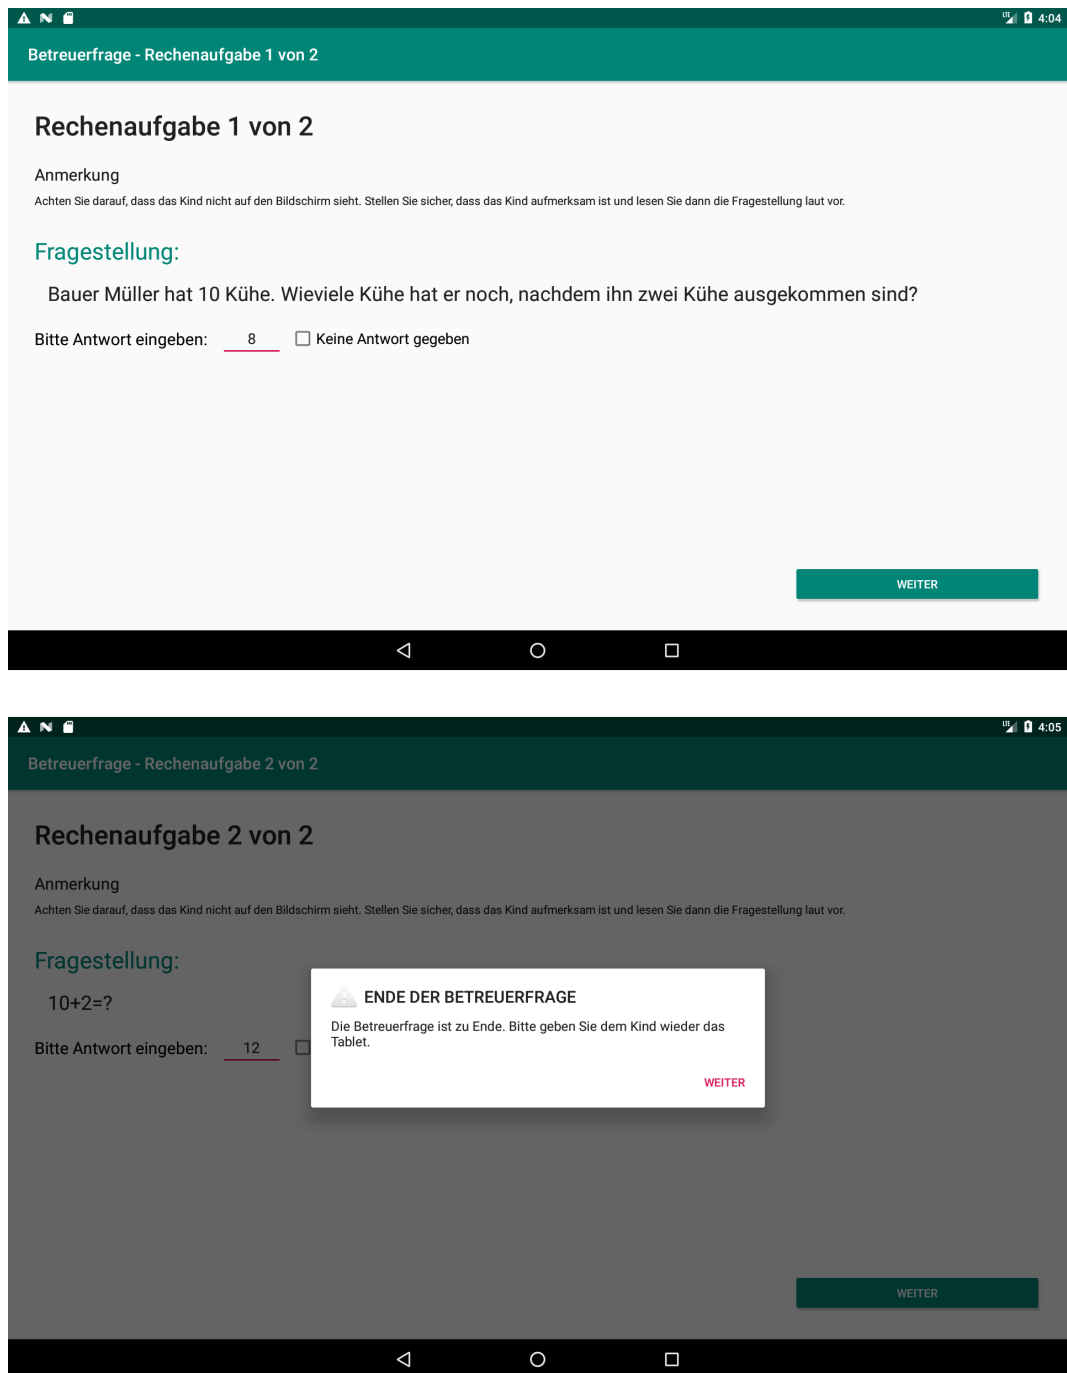 LTE 4:04
Betreuerfrage - Rechenaufgabe 1 von 2
Rechenaufgabe 1 von 2
Anmerkung
Achten Sie darauf, dass das Kind nicht auf den Bildschirm sieht. Stellen Sie sicher, dass das Kind aufmerksam ist und lesen Sie dann die Fragestellung laut vor.
Fragestellung:
Bauer Müller hat 10 Kühe. Wieviele Kühe hat er noch, nachdem ihn zwei Kühe ausgekommen sind?
Bitte Antwort eingeben: 8 Keine Antwort gegeben
WEITER
LTE 4:05
Betreuerfrage - Rechenaufgabe 2 von 2
Rechenaufgabe 2 von 2
Anmerkung
Achten Sie darauf, dass das Kind nicht auf den Bildschirm sieht. Stellen Sie sicher, dass das Kind aufmerksam ist und lesen Sie dann die Fragestellung laut vor.
Fragestellung:
10+2=?
Bitte Antwort eingeben: 12
ENDE DER BETREUERFRAGE
Die Betreuerfrage ist zu Ende. Bitte geben Sie dem Kind wieder das
Tablet.
WEITER
WEITER